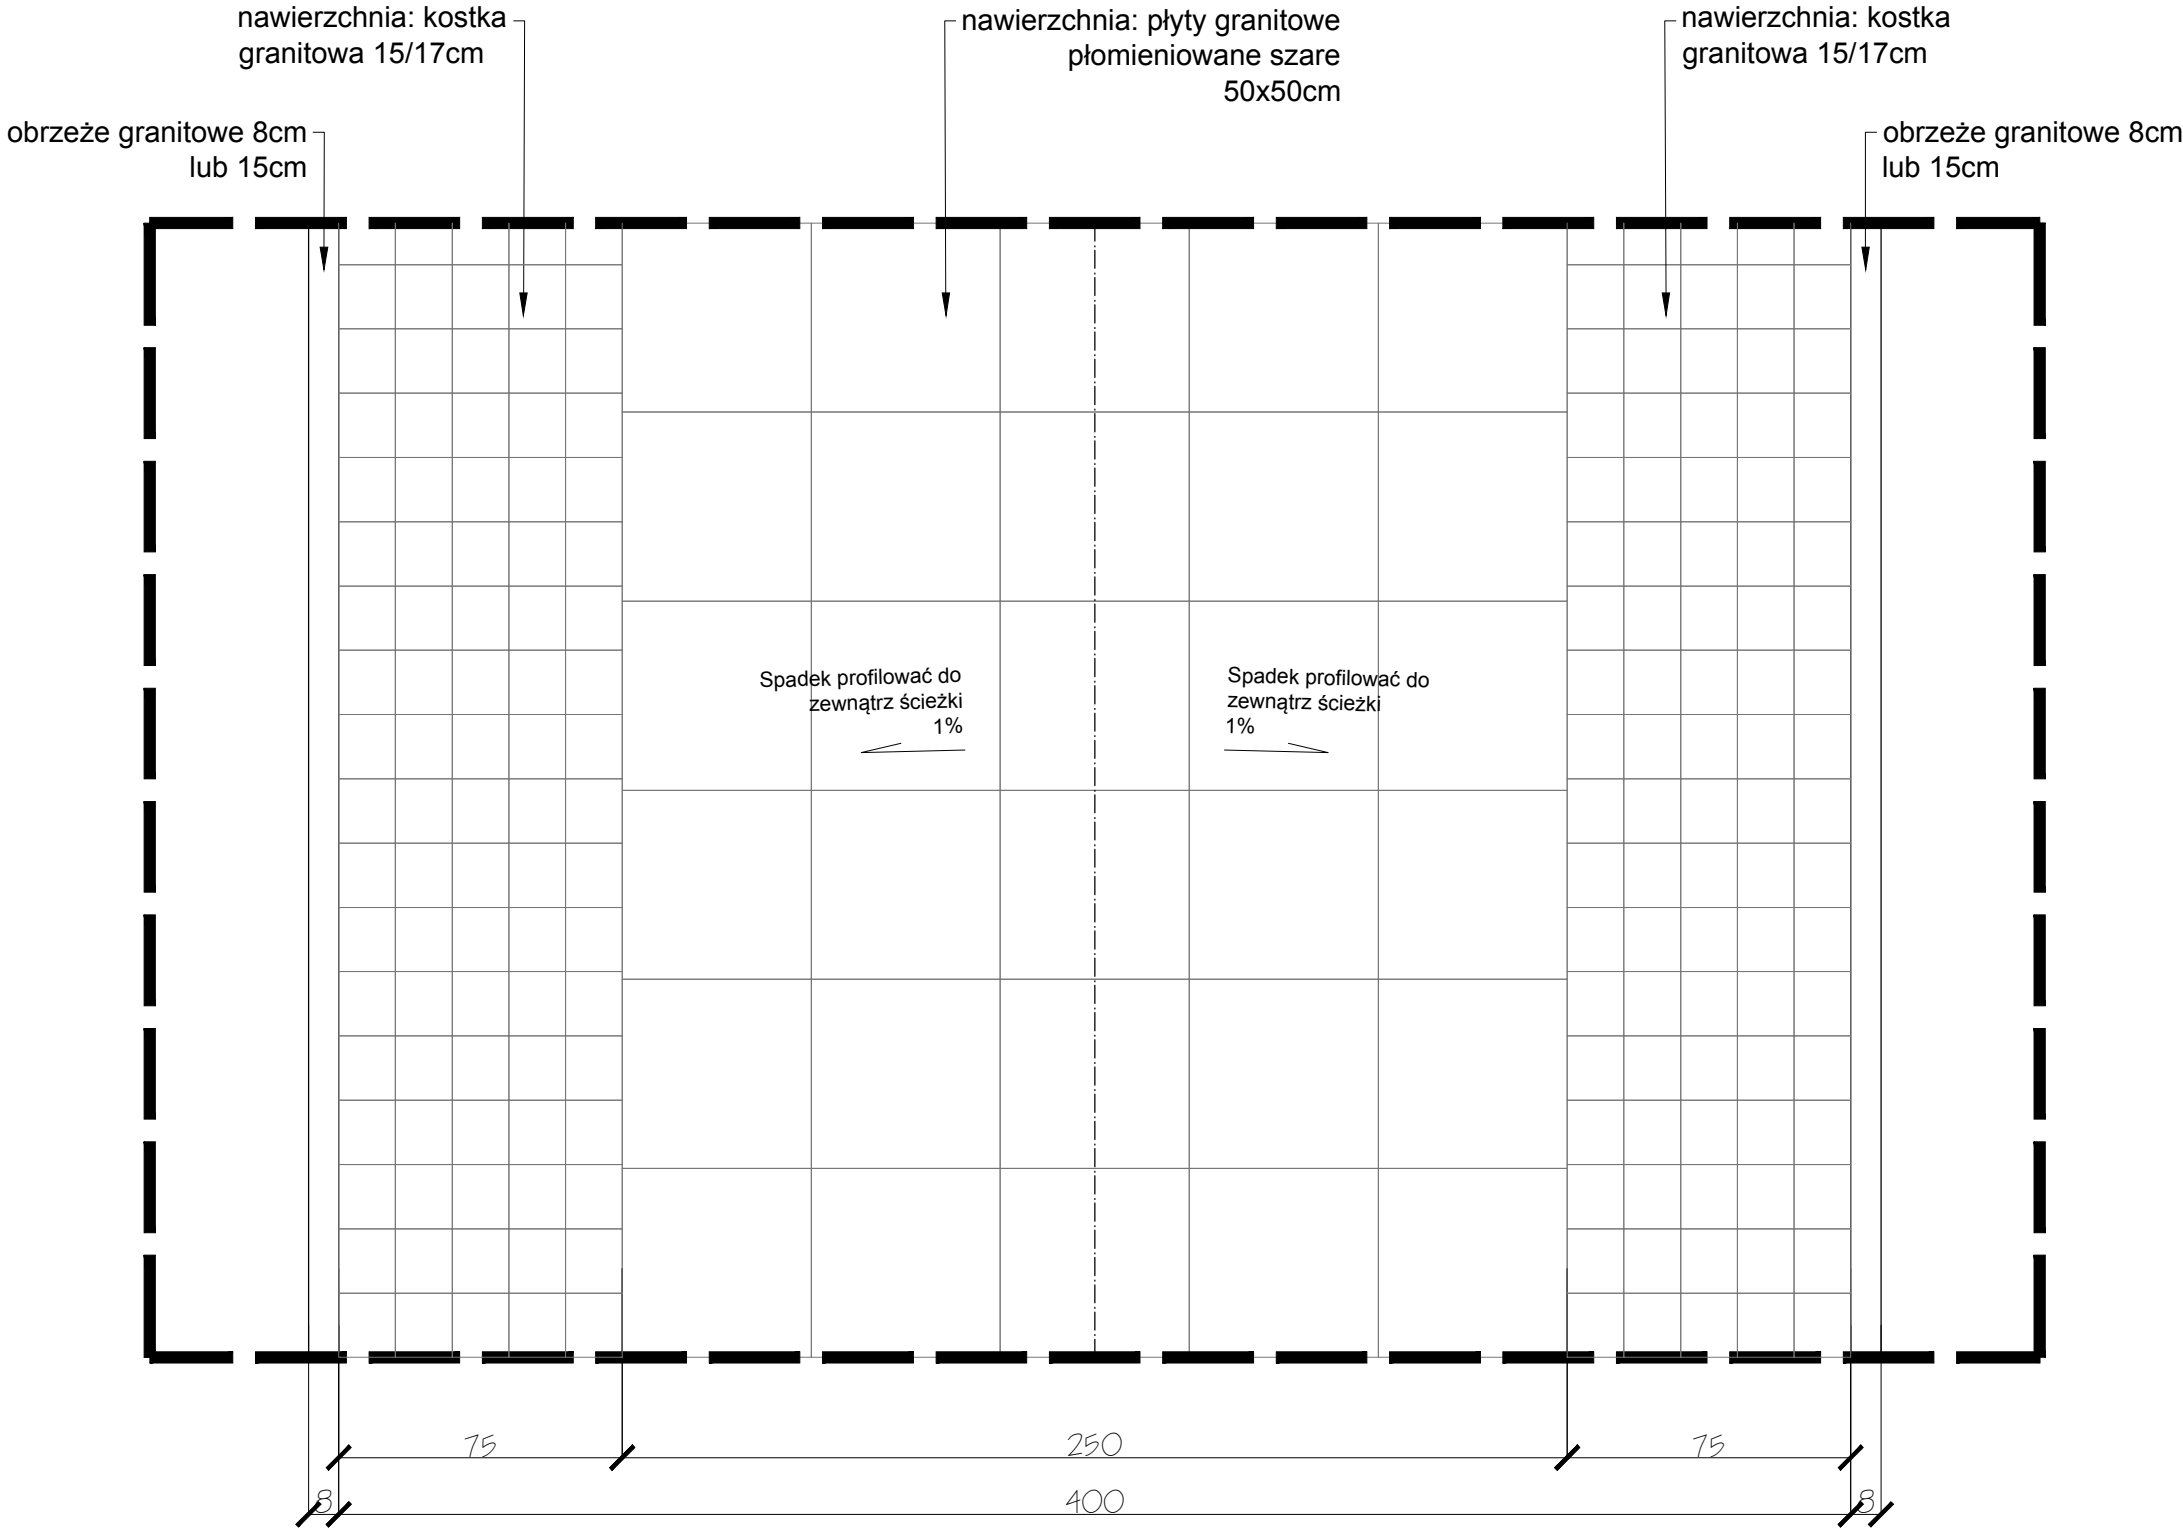 nawierzchnia: kostka
granitowa 15/17cm
nawierzchnia: płyty granitowe
płomieniowane szare
50x50cm
nawierzchnia: kostka
granitowa 15/17cm
obrzeże granitowe 8cm
lub 15cm
obrzeże granitowe 8cm
lub 15cm
Spadek profilować do
zewnątrz ścieżki
1%
Spadek profilować do
zewnątrz ścieżki
1%
75
250
75
8
400
8